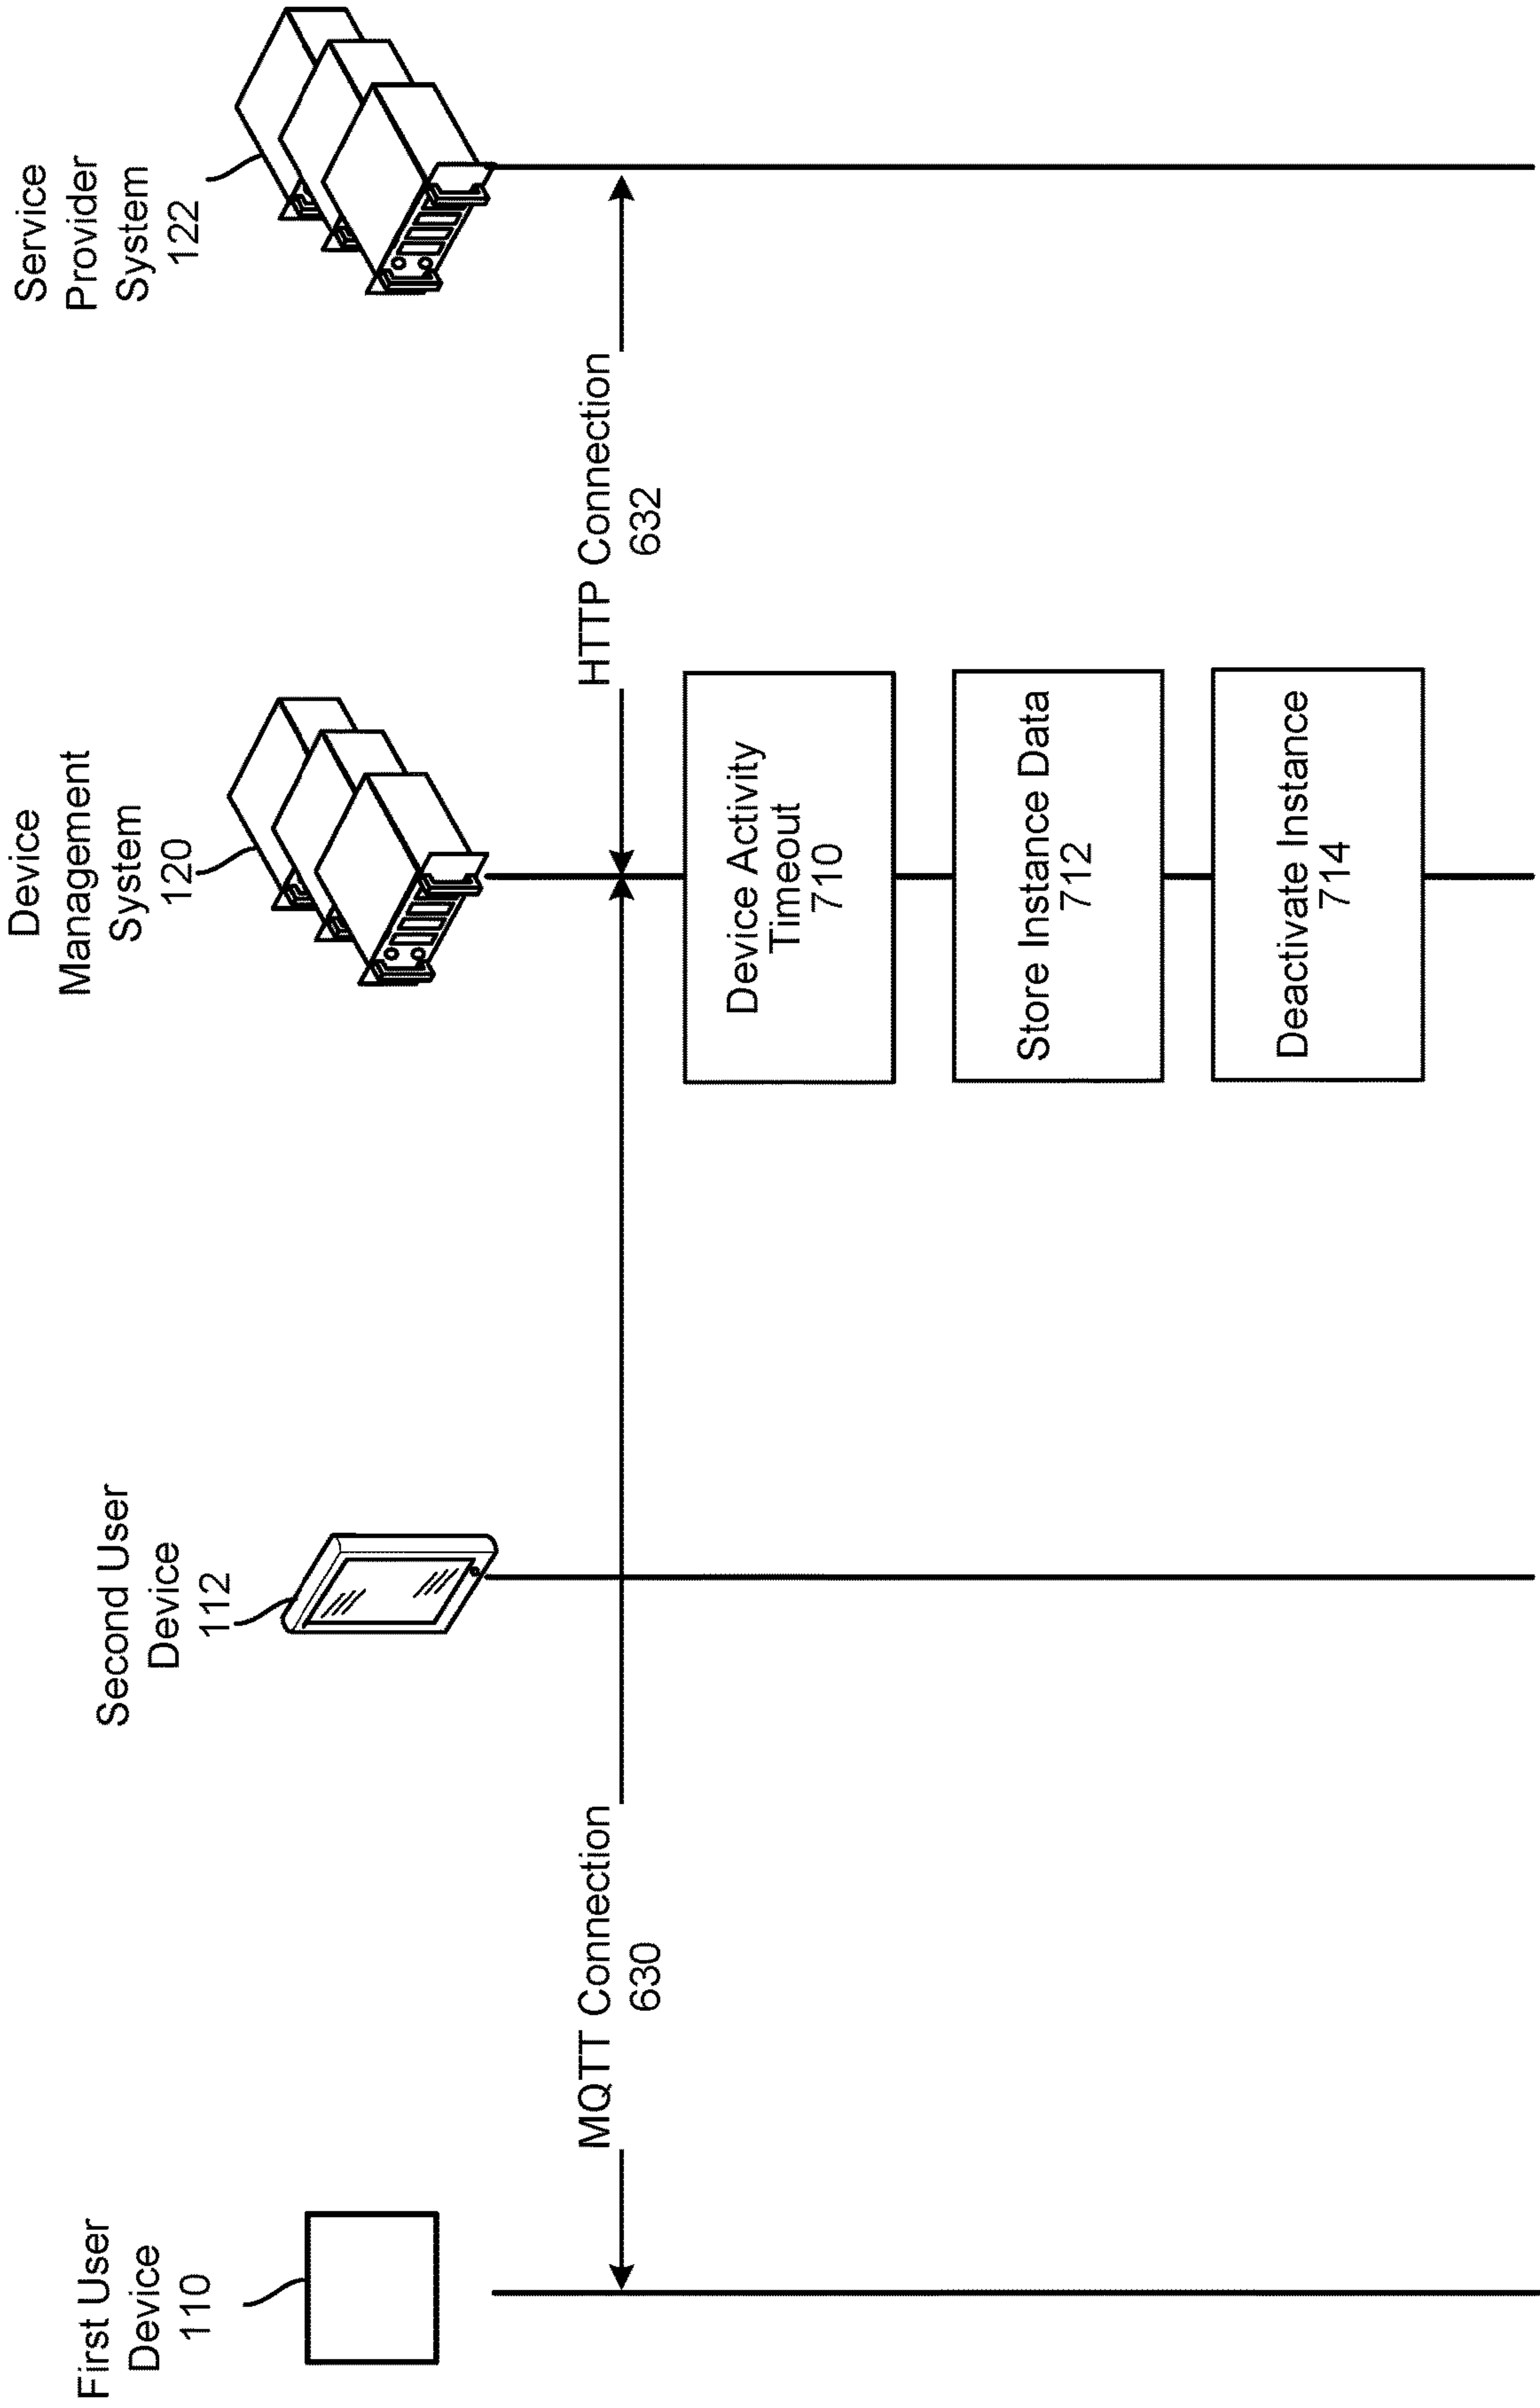 First User
Device
110
Second User
Device
112
Device
Management
System
120
Service
Provider
System
122
MQTT Connection
630
HTTP Connection
632
Device Activity
Timeout
710
Store Instance Data
712
Deactivate Instance
714